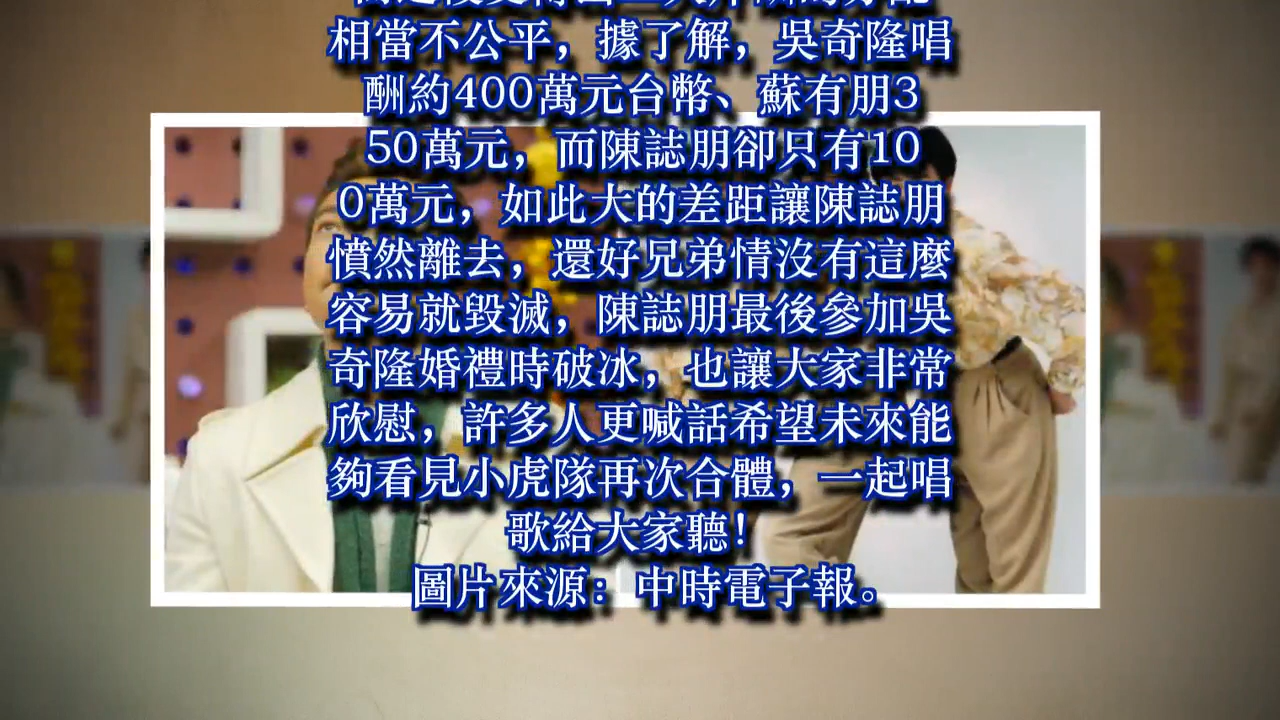 相當不公平，據了解，吳奇隆唱
酬約400萬元台幣、蘇有朋3
50萬元，而陳誌朋卻只有10
0萬元，如此大的差距讓陳誌朋
憤然離去，還好兄弟情沒有這麼
容易就毀滅，陳誌朋最後參加吳
奇隆婚禮時破冰，也讓大家非常
欣慰，許多人更喊話希望未來能
夠看見小虎隊再次合體，一起唱
歌給大家聽！
圖片來源：中時電子報。